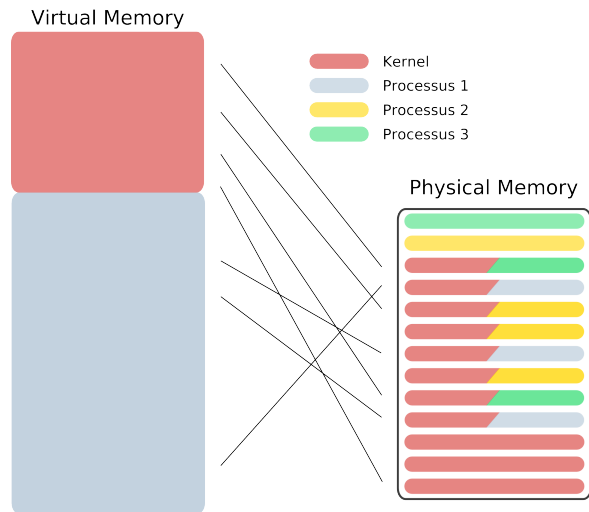 Virtual Memory
Kernel
Processus 1
Processus 2
Processus 3
Physical Memory